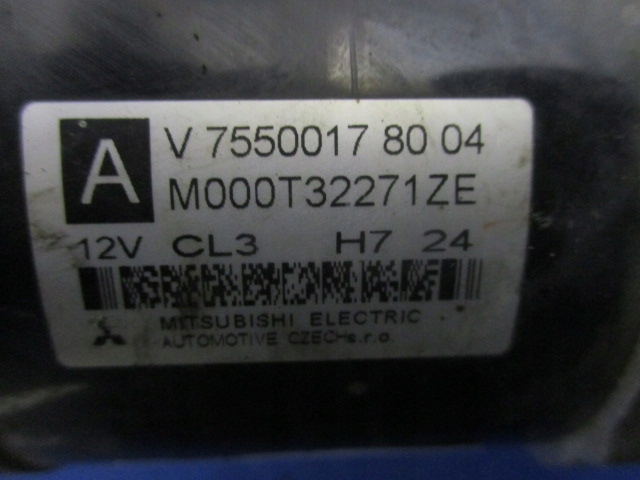 A
V 7550017 80 04
M000T32271ZE
12V CL3 H7 24
MITSUBISHI ELECTRIC
AUTOMOTIVE CZECH s.r.o.